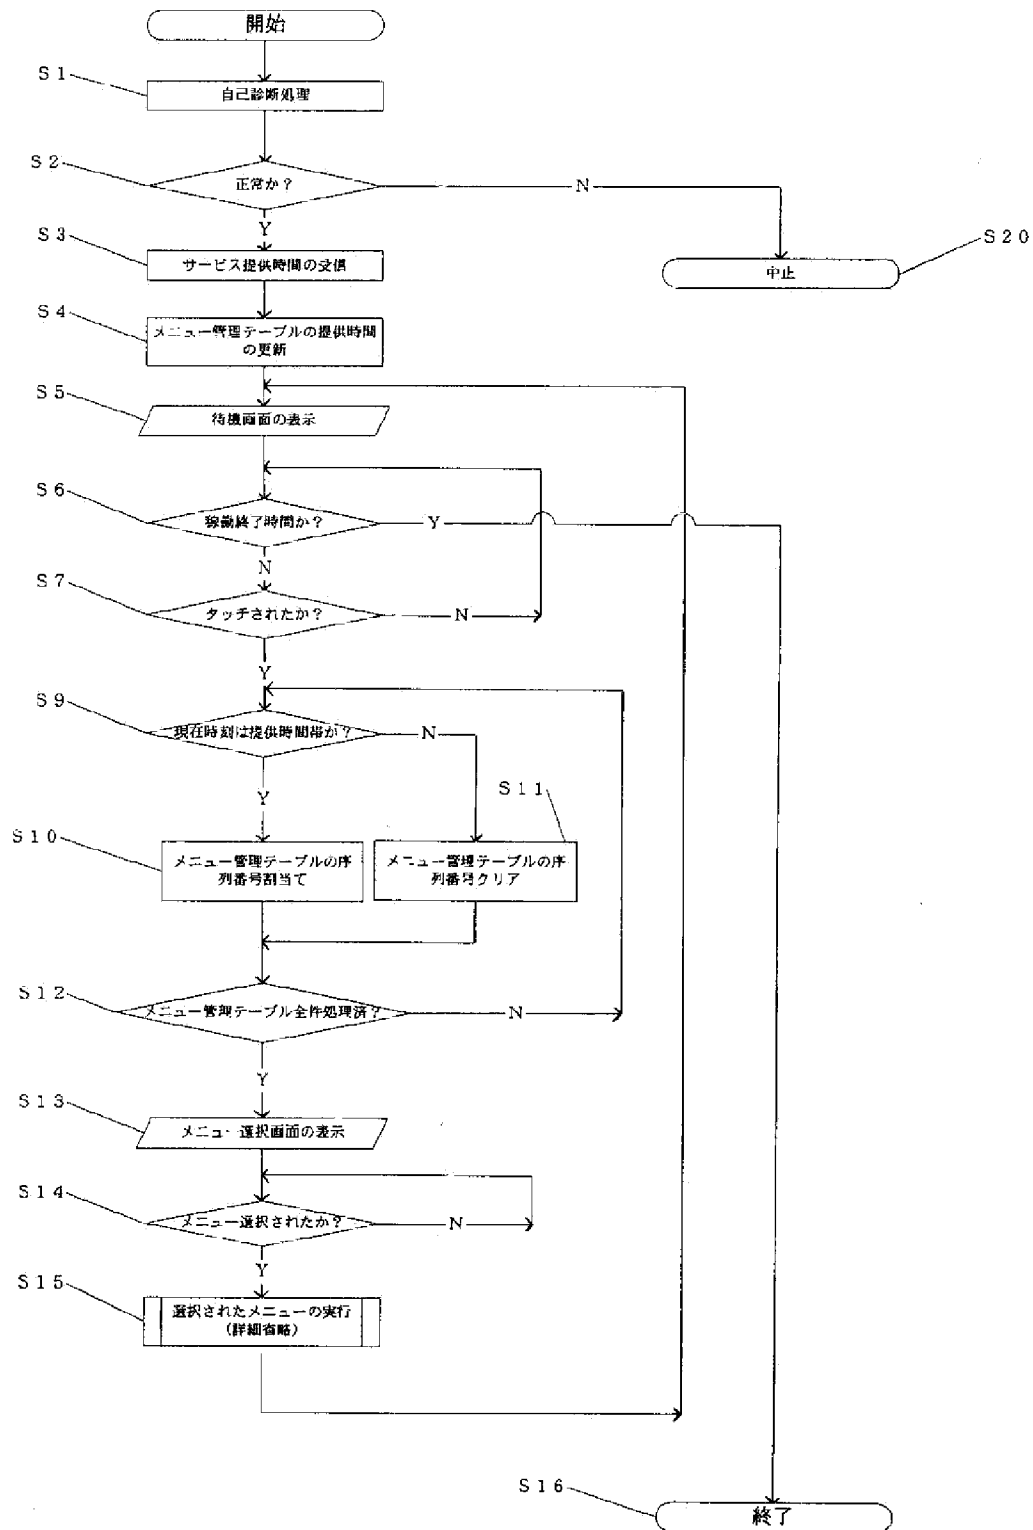 開始
S1
自己診断処理
S2
正常か?
N
Y
S3
サービス提供時間の受信
S20
中止
S4
メニュー管理テーブルの提供時間
の更新
S5
待機画面の表示
S6
稼働終了時間か?
Y
N
S7
タッチされたか?
N
Y
S9
現在時刻は提供時間帯か?
N
Y
S11
S10
メニュー管理テーブルの序
列番号割当て
メニュー管理テーブルの序
列番号クリア
S12
メニュー管理テーブル全件処理済?
N
Y
S13
メニュー選択画面の表示
S14
メニュー選択されたか?
N
Y
S15
選択されたメニューの実行
(詳細省略)
S16
終了